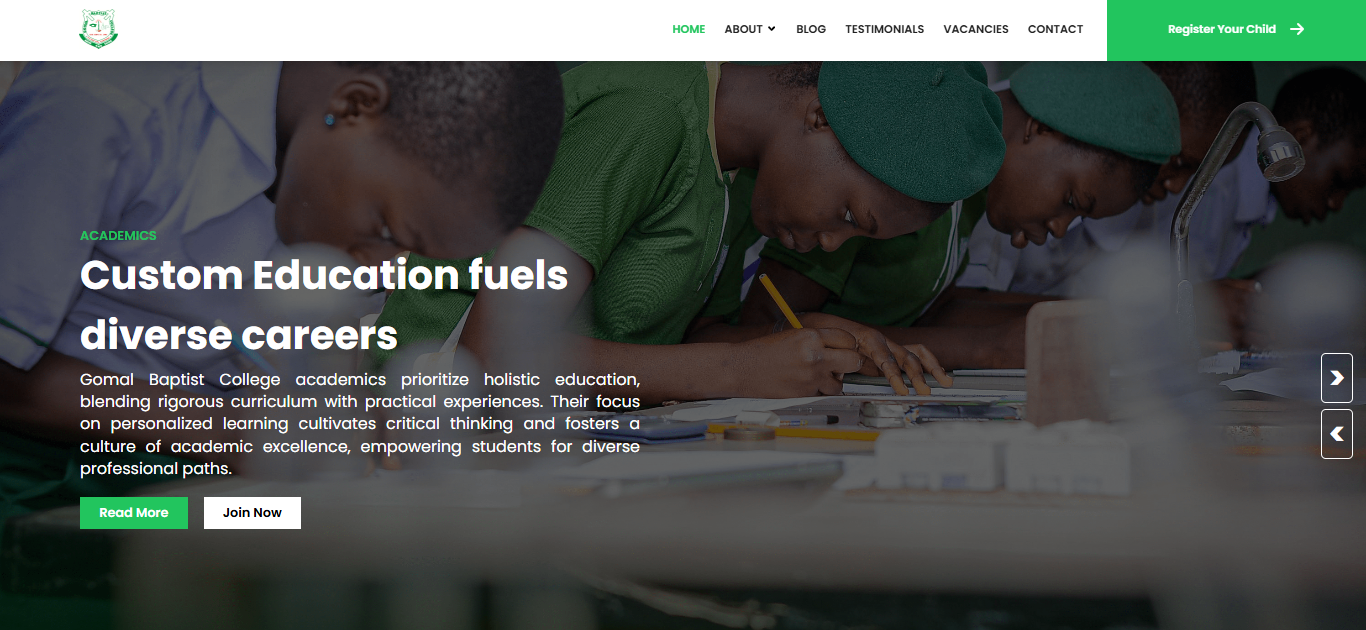 HOME ABOUT BLOG TESTIMONIALS VACANCIES CONTACT Register Your Child
ACADEMICS
Custom Education fuels
diverse careers
Gomal Baptist College academics prioritize holistic education,
blending rigorous curriculum with practical experiences. Their focus
on personalized learning cultivates critical thinking and fosters a
culture of academic excellence, empowering students for diverse
professional paths.
Read More Join Now